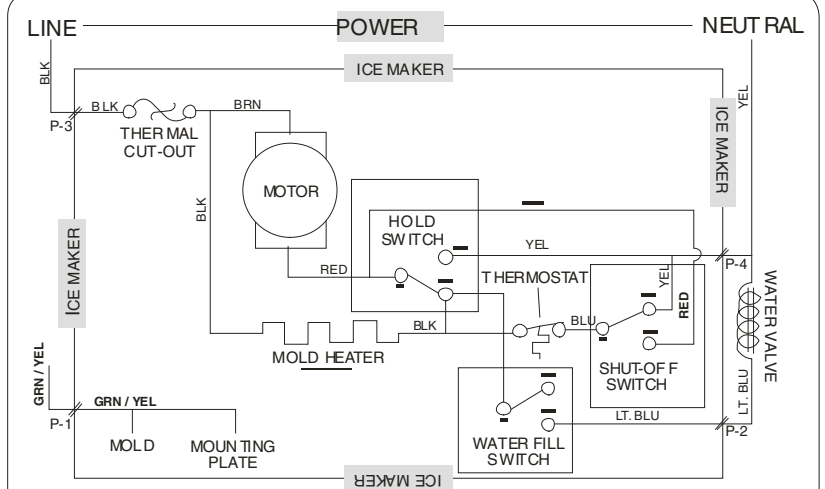 LINE
POWER
NEUTRAL
ICE MAKER
BLK
YEL
BLK
BRN
P-3
THERMAL
CUT-OUT
ICE MAKER
MOTOR
BLK
HOLD
SWITCH
YEL
P-4
RED
THERMOSTAT
YEL
RED
ICE MAKER
WATER VALVE
BLK
BLU
MOLD HEATER
SHUT-OFF
SWITCH
GRN / YEL
GRN / YEL
LT. BLU
LT. BLU
P-1
P-2
MOLD
MOUNTING
PLATE
WATER FILL
SWITCH
ICE MAKER